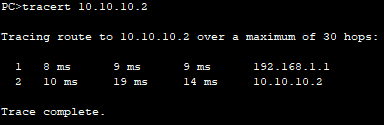 PC>tracert 10.10.10.2
Tracing route to 10.10.10.2 over a maximum of 30 hops:
1 8 ms 9 ms 9 ms 192.168.1.1
2 10 ms 19 ms 14 ms 10.10.10.2
Trace complete.